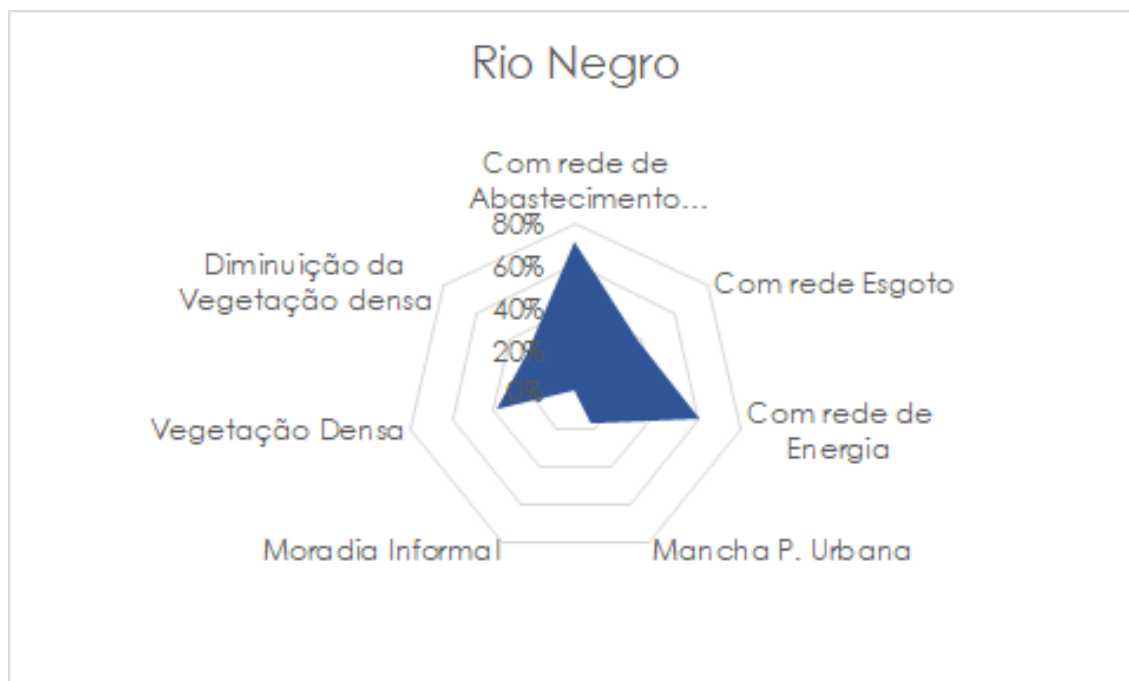 Rio Negro
Com rede de
Abastecimento...
80%
60%
40%
20%
0%
Com rede Esgoto
Com rede de
Energia
Mancha P. Urbana
Moradia Informal
Vegetação Densa
Diminuição da
Vegetação densa